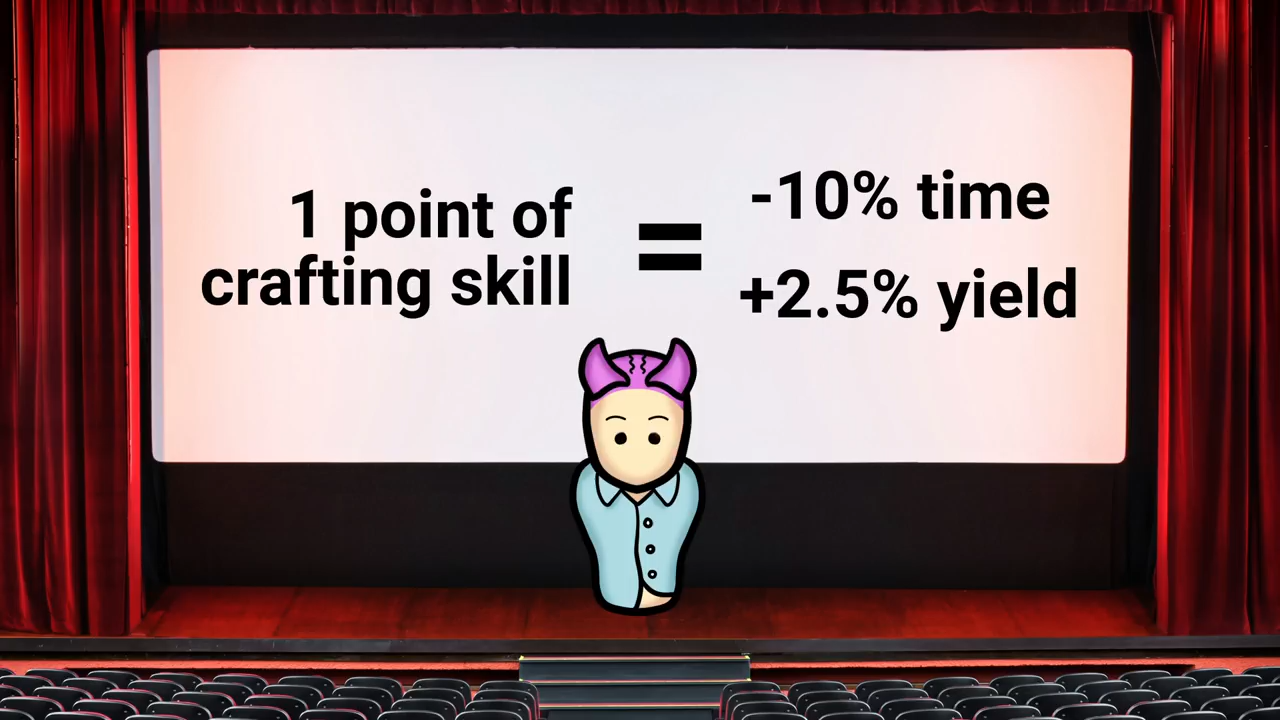 1 point of
crafting skill
=
-10% time
+2.5% yield